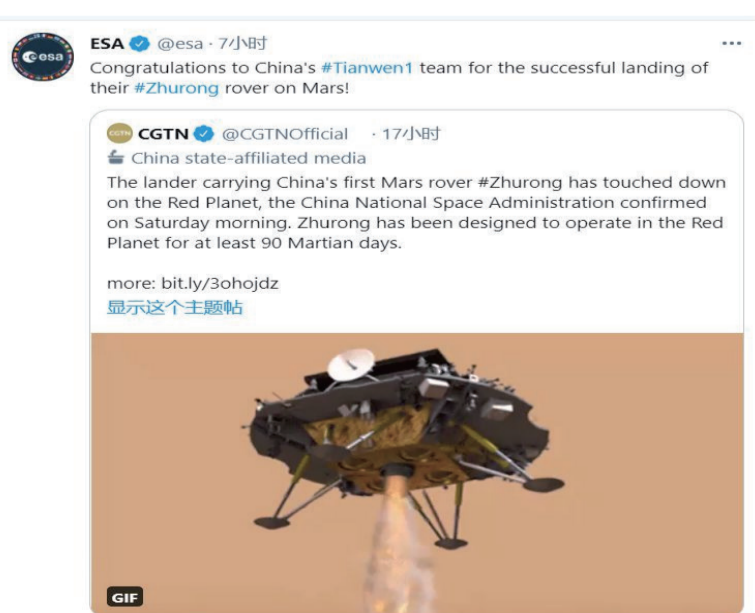 esa
ESA @esa · 7小时
Congratulations to China's #Tianwen1 team for the successful landing of
their #Zhurong rover on Mars!
CGTN CGTN @CGTNOfficial · 17小时
China state-affiliated media
The lander carrying China's first Mars rover #Zhurong has touched down
on the Red Planet, the China National Space Administration confirmed
on Saturday morning. Zhurong has been designed to operate in the Red
Planet for at least 90 Martian days.
more: bit.ly/3ohojdz
显示这个主题帖
GIF